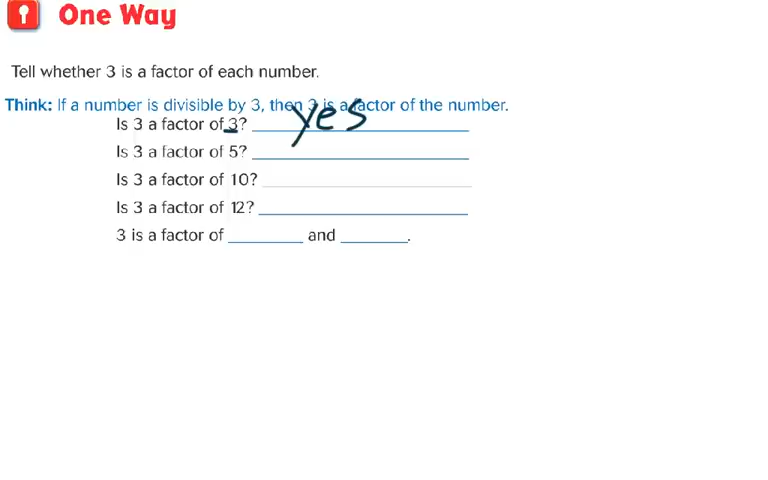 One Way
Tell whether 3 is a factor of each number.
Think: If a number is divisible by 3, then 3 is a factor of the number.
Is 3 a factor of 3? yes
Is 3 a factor of 5?
Is 3 a factor of 10?
Is 3 a factor of 12?
3 is a factor of ________ and ________.